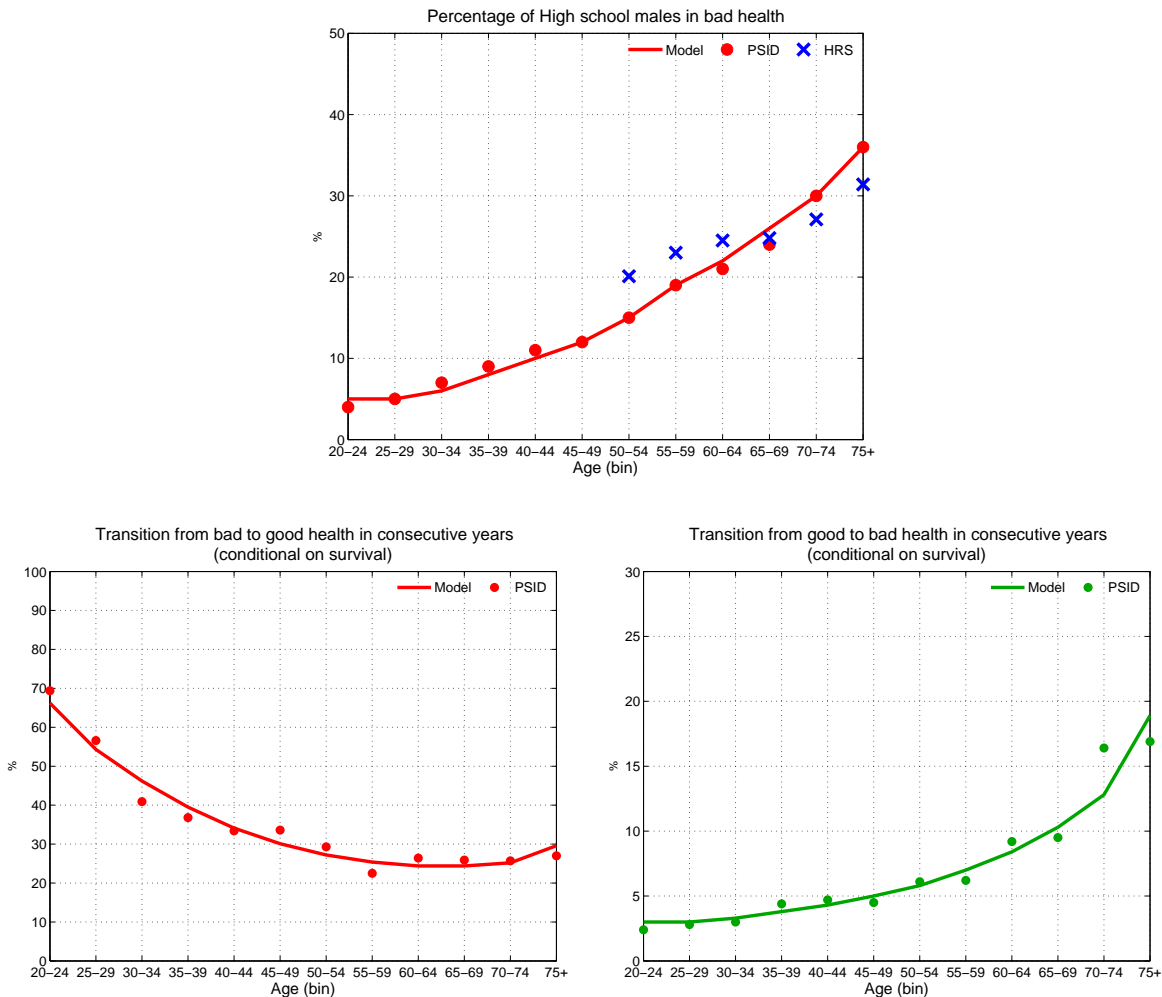 Percentage of High school males in bad health
50
Model PSID HRS
40
30
%
20
10
0
20–24 25–29 30–34 35–39 40–44 45–49 50–54 55–59 60–64 65–69 70–74 75+
Age (bin)
Transition from bad to good health in consecutive years
(conditional on survival)
100
Model PSID
90
80
70
60
50
%
40
30
20
10
0
20–24 25–29 30–34 35–39 40–44 45–49 50–54 55–59 60–64 65–69 70–74 75+
Age (bin)
Transition from good to bad health in consecutive years
(conditional on survival)
30
Model PSID
25
20
15
%
10
5
0
20–24 25–29 30–34 35–39 40–44 45–49 50–54 55–59 60–64 65–69 70–74 75+
Age (bin)